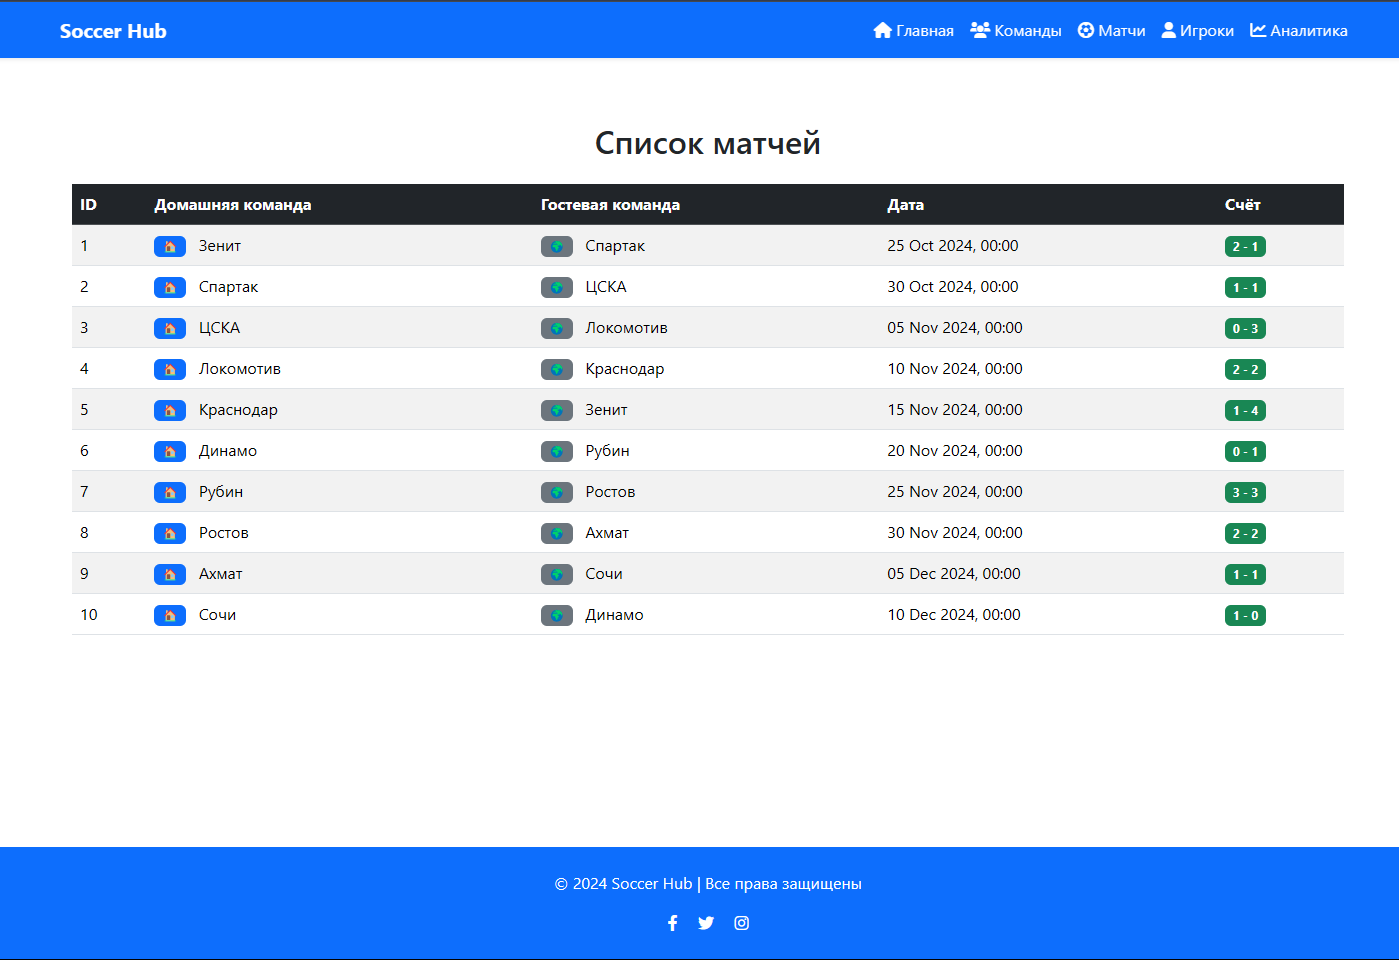 Soccer Hub Главная Команды Матчи Игроки Аналитика
Список матчей
ID Домашняя команда Гостевая команда Дата Счёт
1 Зенит Спартак 25 Oct 2024, 00:00 2 - 1
2 Спартак ЦСКА 30 Oct 2024, 00:00 1 - 1
3 ЦСКА Локомотив 05 Nov 2024, 00:00 0 - 3
4 Локомотив Краснодар 10 Nov 2024, 00:00 2 - 2
5 Краснодар Зенит 15 Nov 2024, 00:00 1 - 4
6 Динамо Рубин 20 Nov 2024, 00:00 0 - 1
7 Рубин Ростов 25 Nov 2024, 00:00 3 - 3
8 Ростов Ахмат 30 Nov 2024, 00:00 2 - 2
9 Ахмат Сочи 05 Dec 2024, 00:00 1 - 1
10 Сочи Динамо 10 Dec 2024, 00:00 1 - 0
© 2024 Soccer Hub | Все права защищены